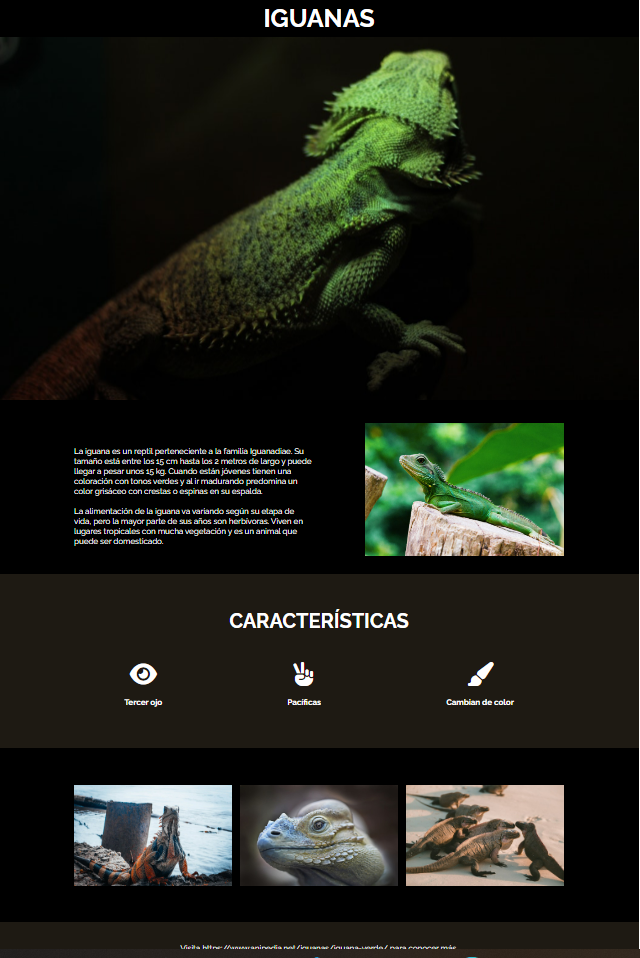 IGUANAS
La iguana es un reptil perteneciente a la familia Iguanadiae. Su
tamaño está entre los 15 cm hasta los 2 metros de largo y puede
llegar a pesar unos 15 kg. Cuando están jóvenes tienen una
coloración con tonos verdes y al ir madurando predomina un
color grisáceo con crestas o espinas en su espalda.
La alimentación de la iguana va variando según su etapa de
vida, pero la mayor parte de sus años son herbívoras. Viven en
lugares tropicales con mucha vegetación y es un animal que
puede ser domesticado.
CARACTERÍSTICAS
Tercer ojo
Pacíficas
Cambian de color
Visita https://www.anipedia.net/iguanas/iguana-verde/ para conocer más